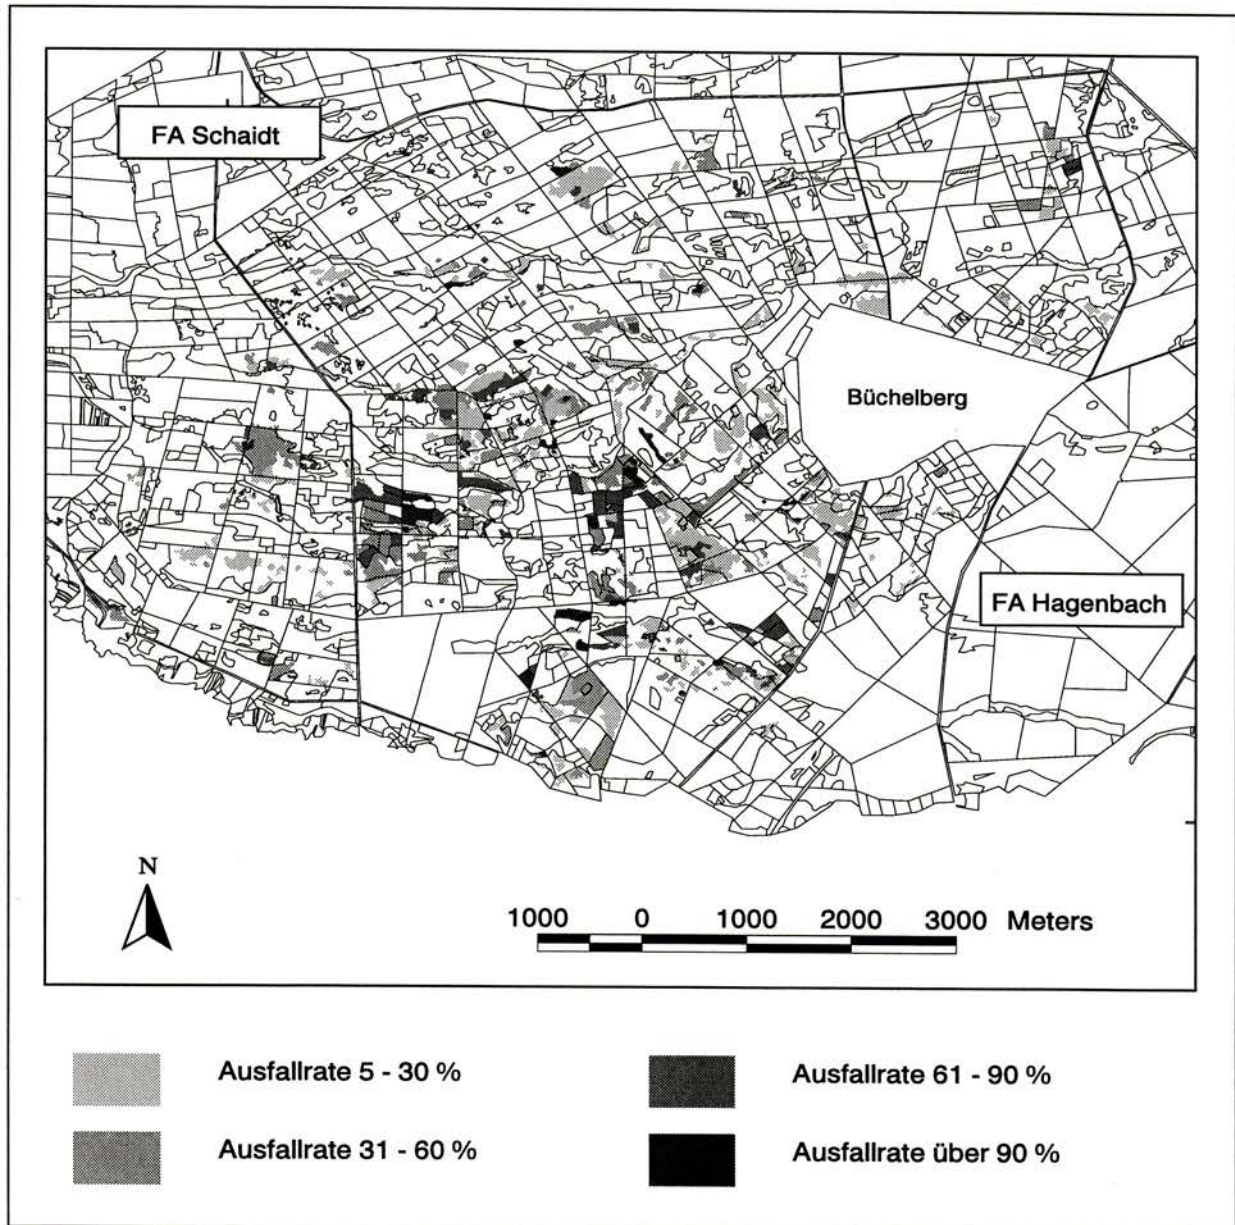 FA Schaidt
Büchelberg
FA Hagenbach
N
1000 0 1000 2000 3000 Meters
Ausfallrate 5 - 30 %
Ausfallrate 61 - 90 %
Ausfallrate 31 - 60 %
Ausfallrate über 90 %